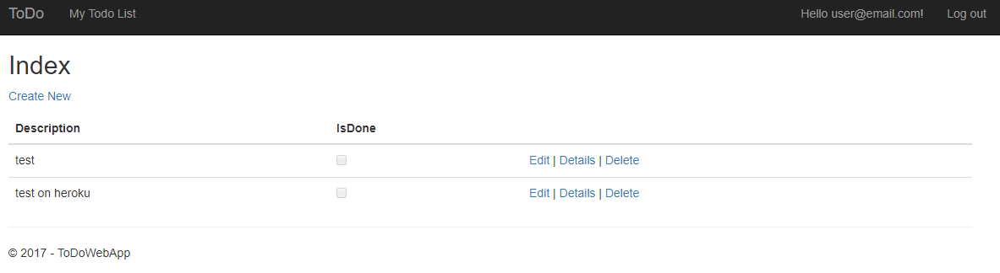 ToDo My Todo List Hello user@email.com! Log out
Index
Create New
Description IsDone
test Edit | Details | Delete
test on heroku Edit | Details | Delete
© 2017 - ToDoWebApp